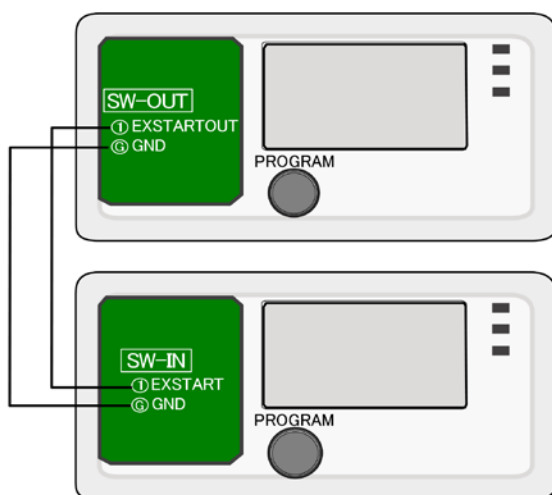 SW-OUT
① EXSTARTOUT
Ⓖ GND
PROGRAM
SW-IN
① EXSTART
Ⓖ GND
PROGRAM